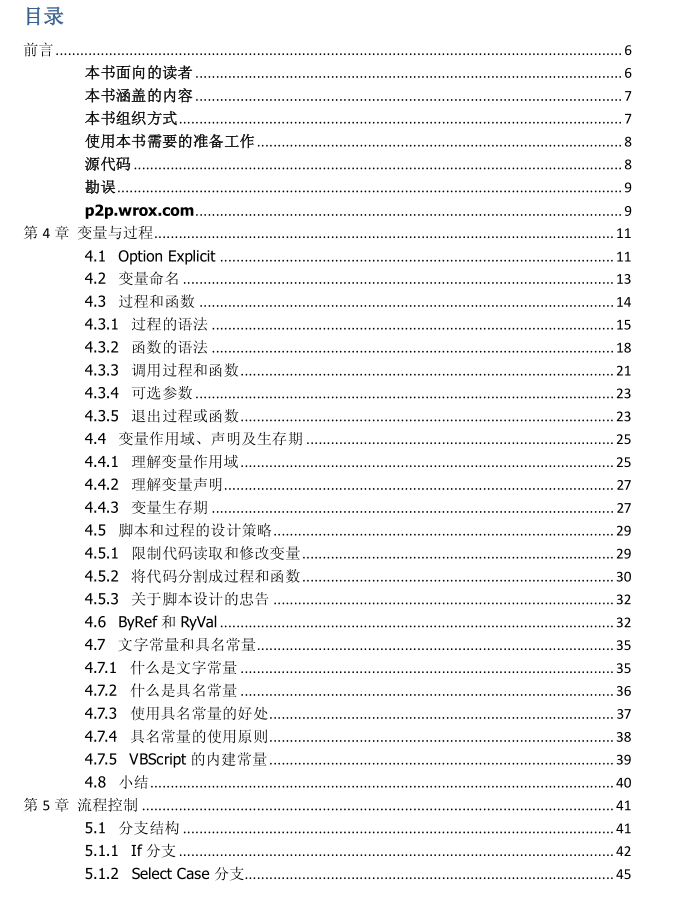 目录
前言 ........ 6
本书面向的读者 ........ 6
本书涵盖的内容 ........ 7
本书组织方式 ........ 7
使用本书需要的准备工作 ........ 8
源代码 ........ 8
勘误 ........ 9
p2p.wrox.com ........ 9
第 4 章 变量与过程 ........ 11
4.1 Option Explicit ........ 11
4.2 变量命名 ........ 13
4.3 过程和函数 ........ 14
4.3.1 过程的语法 ........ 15
4.3.2 函数的语法 ........ 18
4.3.3 调用过程和函数 ........ 21
4.3.4 可选参数 ........ 23
4.3.5 退出过程或函数 ........ 23
4.4 变量作用域、声明及生存期 ........ 25
4.4.1 理解变量作用域 ........ 25
4.4.2 理解变量声明 ........ 27
4.4.3 变量生存期 ........ 27
4.5 脚本和过程的设计策略 ........ 29
4.5.1 限制代码读取和修改变量 ........ 29
4.5.2 将代码分割成过程和函数 ........ 30
4.5.3 关于脚本设计的忠告 ........ 32
4.6 ByRef 和 RyVal ........ 32
4.7 文字常量和具名常量 ........ 35
4.7.1 什么是文字常量 ........ 35
4.7.2 什么是具名常量 ........ 36
4.7.3 使用具名常量的好处 ........ 37
4.7.4 具名常量的使用原则 ........ 38
4.7.5 VBScript 的内建常量 ........ 39
4.8 小结 ........ 40
第 5 章 流程控制 ........ 41
5.1 分支结构 ........ 41
5.1.1 If 分支 ........ 42
5.1.2 Select Case 分支 ........ 45